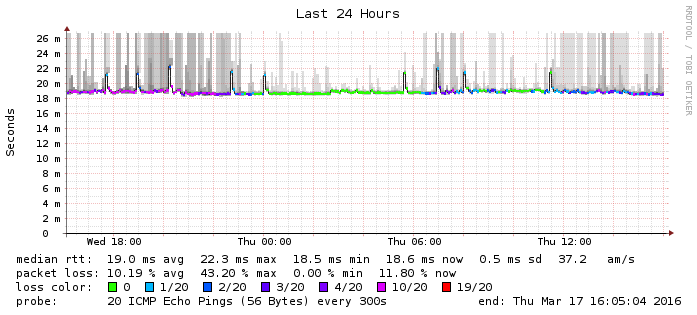 Last 24 Hours
RRDTOOL / TOBI OETIKER
Seconds
26 m
24 m
22 m
20 m
18 m
16 m
14 m
12 m
10 m
8 m
6 m
4 m
2 m
0
Wed 18:00 Thu 00:00 Thu 06:00 Thu 12:00
median rtt: 19.0 ms avg 22.3 ms max 18.5 ms min 18.6 ms now 0.5 ms sd 37.2 am/s
packet loss: 10.19 % avg 43.20 % max 0.00 % min 11.80 % now
loss color: 0 1/20 2/20 3/20 4/20 10/20 19/20
probe: 20 ICMP Echo Pings (56 Bytes) every 300s end: Thu Mar 17 16:05:04 2016